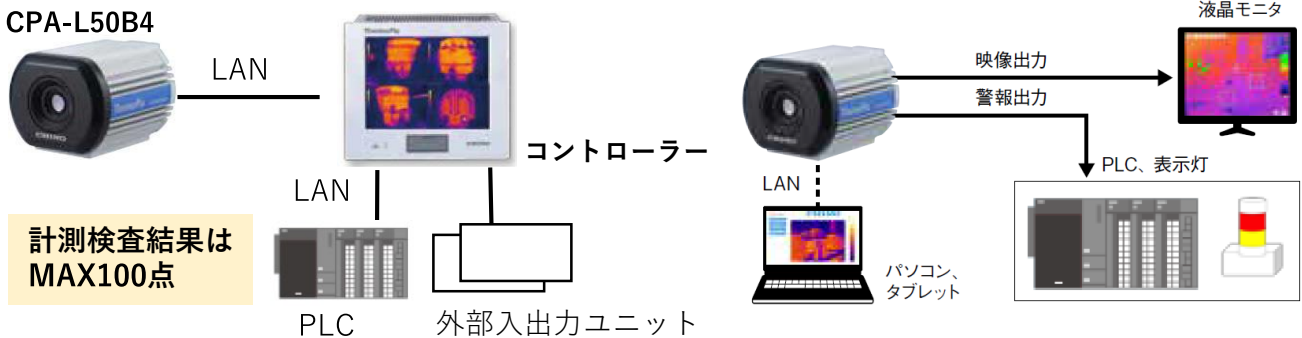 CPA-L50B4
LAN
コントローラー
LAN
計測検査結果は
MAX100点
PLC
外部入出力ユニット
液晶モニタ
映像出力
警報出力
PLC、表示灯
LAN
パソコン、
タブレット
CHINO